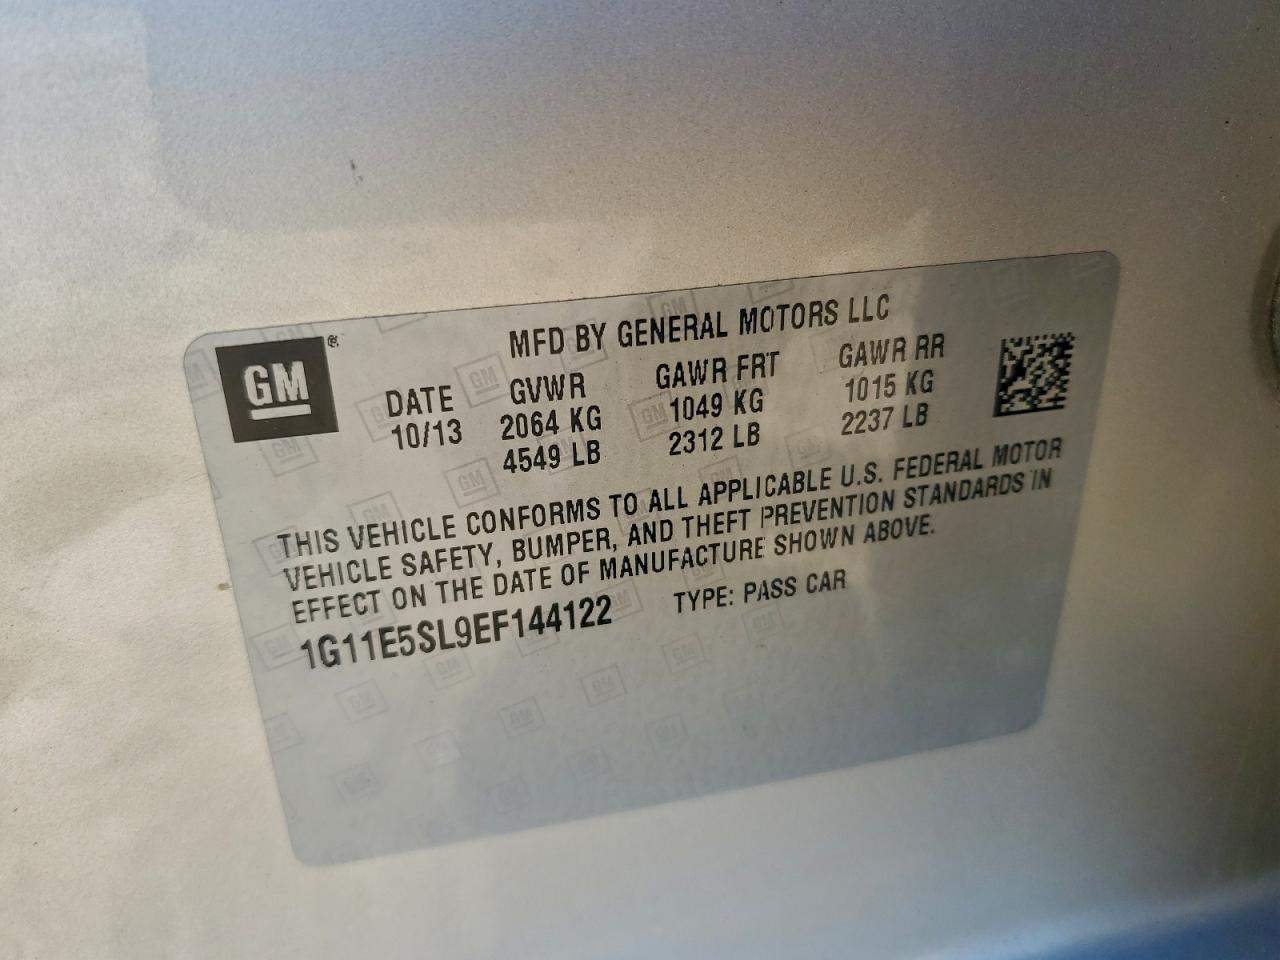 MFD BY GENERAL MOTORS LLC
GM ®
DATE GVWR GAWR FRT GAWR RR
10/13 2064 KG 1049 KG 1015 KG
4549 LB 2312 LB 2237 LB
THIS VEHICLE CONFORMS TO ALL APPLICABLE U.S. FEDERAL MOTOR
VEHICLE SAFETY, BUMPER, AND THEFT PREVENTION STANDARDS IN
EFFECT ON THE DATE OF MANUFACTURE SHOWN ABOVE.
1G11E5SL9EF144122 TYPE: PASS CAR